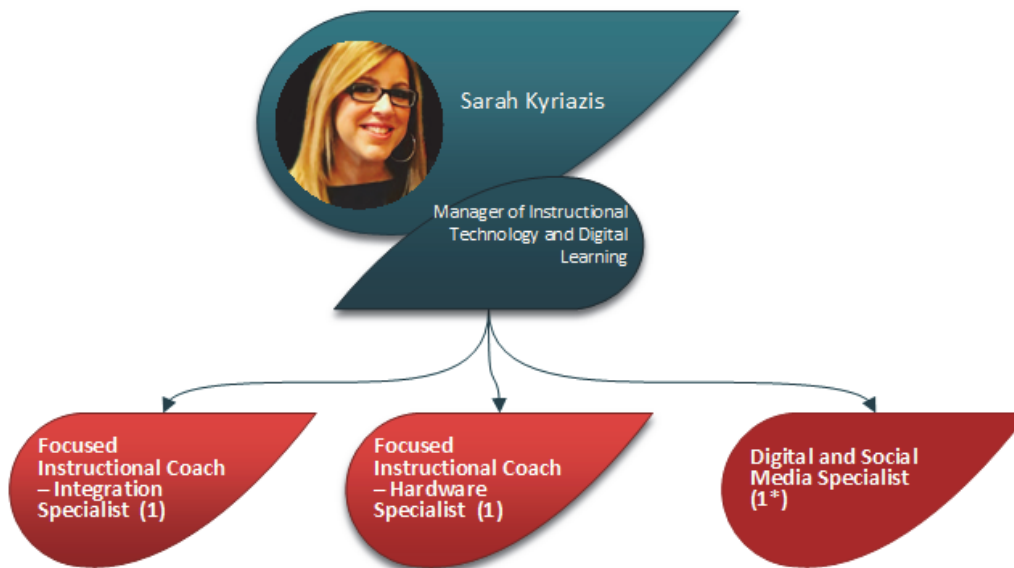 Sarah Kyriazis
Manager of Instructional
Technology and Digital
Learning
Focused
Instructional Coach
– Integration
Specialist (1)
Focused
Instructional Coach
– Hardware
Specialist (1)
Digital and Social
Media Specialist
(1*)